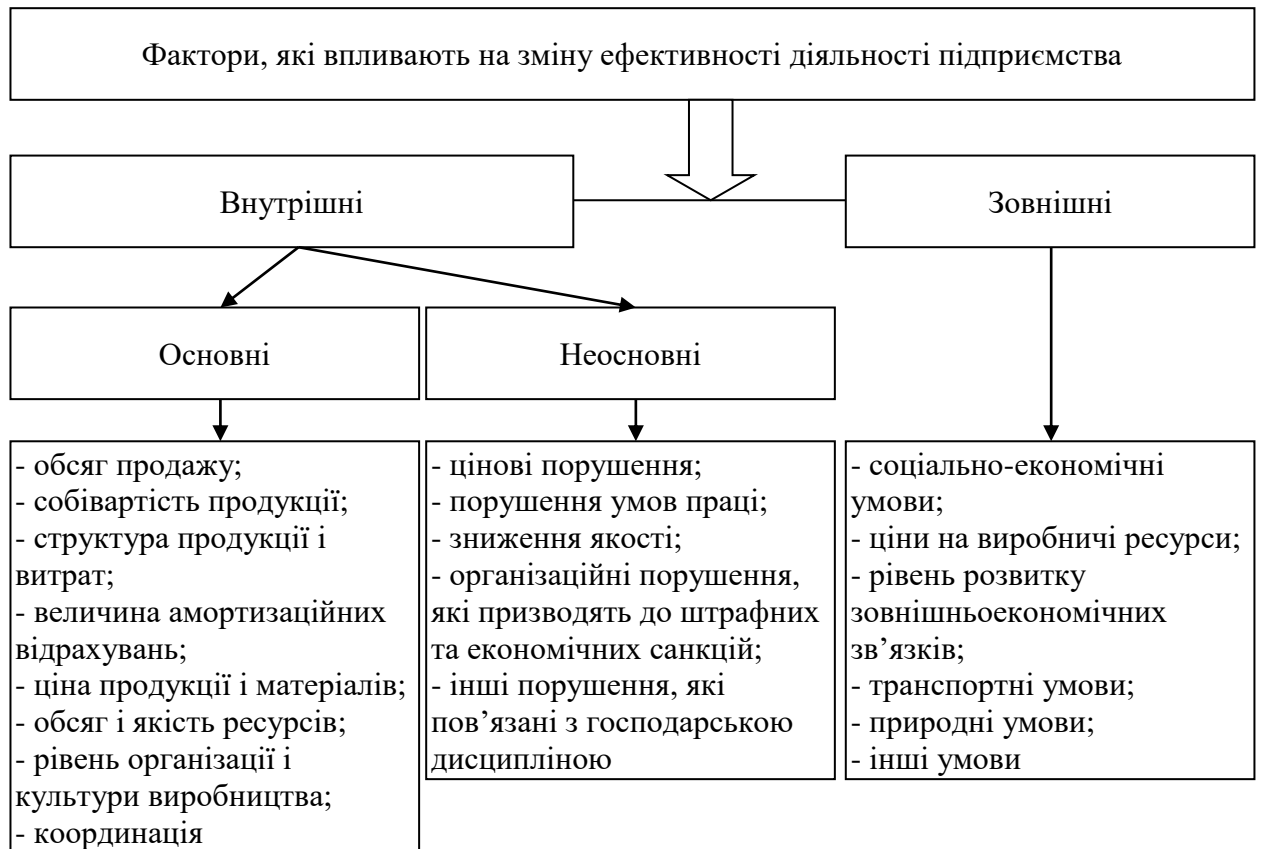 Фактори, які впливають на зміну ефективності діяльності підприємства
Внутрішні
Зовнішні
Основні
Неосновні
- обсяг продажу;
- собівартість продукції;
- структура продукції і
витрат;
- величина амортизаційних
відрахувань;
- ціна продукції і матеріалів;
- обсяг і якість ресурсів;
- рівень організації і
культури виробництва;
- координація
- цінові порушення;
- порушення умов праці;
- зниження якості;
- організаційні порушення,
які призводять до штрафних
та економічних санкцій;
- інші порушення, які
пов’язані з господарською
дисципліною
- соціально-економічні
умови;
- ціни на виробничі ресурси;
- рівень розвитку
зовнішньоекономічних
зв’язків;
- транспортні умови;
- природні умови;
- інші умови